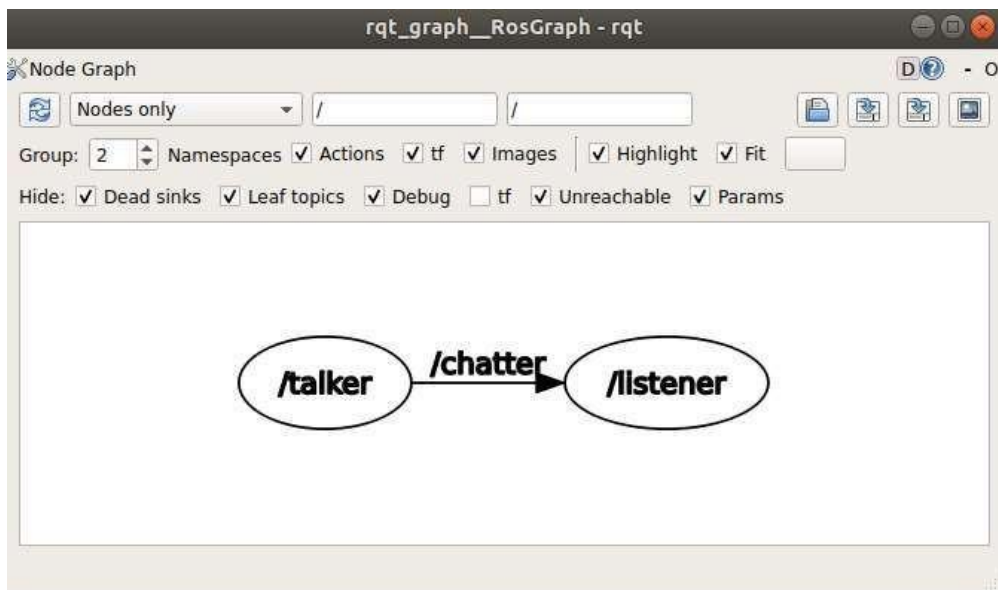 rqt_graph__RosGraph - rqt
Node Graph D ? - O
Nodes only / /
Group: 2 Namespaces Actions tf Images Highlight Fit
Hide: Dead sinks Leaf topics Debug tf Unreachable Params
/talker /chatter /listener